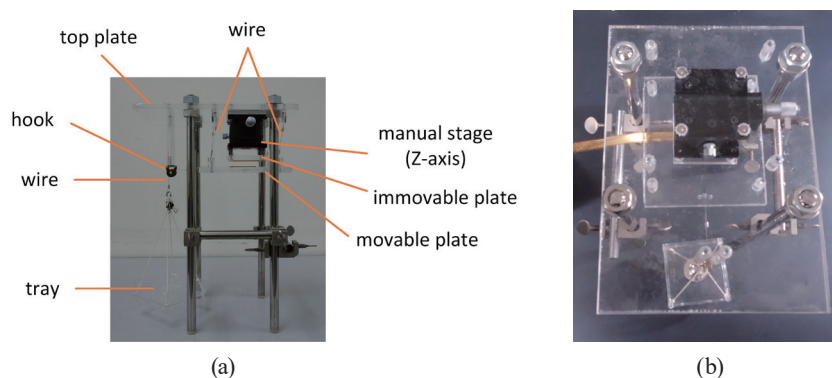 top plate
wire
hook
wire
manual stage
(Z-axis)
immovable plate
movable plate
tray
(a)
(b)